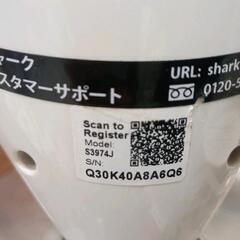 ャーク
スタマーサポート
URL: shark
0120-5
Scan to
Register
Model:
S3974J
S/N:
Q30K40A8A6Q6